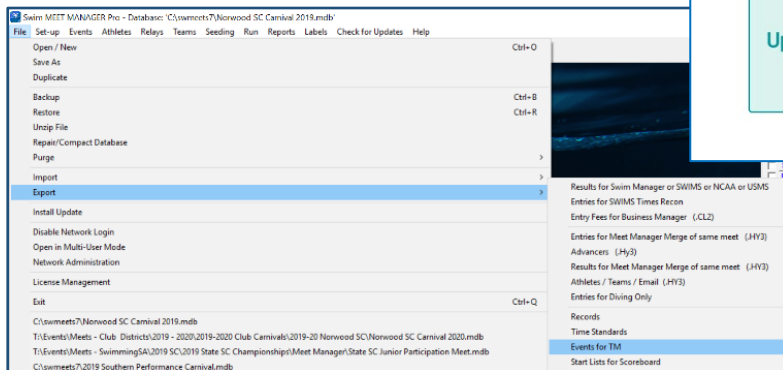 Swim MEET MANAGER Pro - Database: 'C:\swmeets7\Norwood SC Carnival 2019.mdb'
File Set-up Events Athletes Relays Teams Seeding Run Reports Labels Check for Updates Help
Open / New Ctrl+O
Save As
Duplicate
Backup Ctrl+B
Restore Ctrl+R
Unzip File
Repair/Compact Database
Purge >
Import >
Export >
Install Update
Disable Network Login
Open in Multi-User Mode
Network Administration
License Management
Exit Ctrl+Q
C:\swmeets7\Norwood SC Carnival 2019.mdb
T:\Events\Meets - Club Districts\2019 - 2020\2019-2020 Club Carnivals\2019-20 Norwood SC\Norwood SC Carnival 2020.mdb
T:\Events\Meets - SwimmingSA\2019 SC\2019 State SC Championships\Meet Manager\State SC Junior Participation Meet.mdb
C:\swmeets7\2019 Southern Performance Carnival.mdb
Results for Swim Manager or SWIMS or NCAA or USMS
Entries for SWIMS Times Recon
Entry Fees for Business Manager (.CL2)
Entries for Meet Manager Merge of same meet (.HY3)
Advancers (.Hy3)
Results for Meet Manager Merge of same meet (.HY3)
Athletes / Teams / Email (.HY3)
Entries for Diving Only
Records
Time Standards
Events for TM
Start Lists for Scoreboard